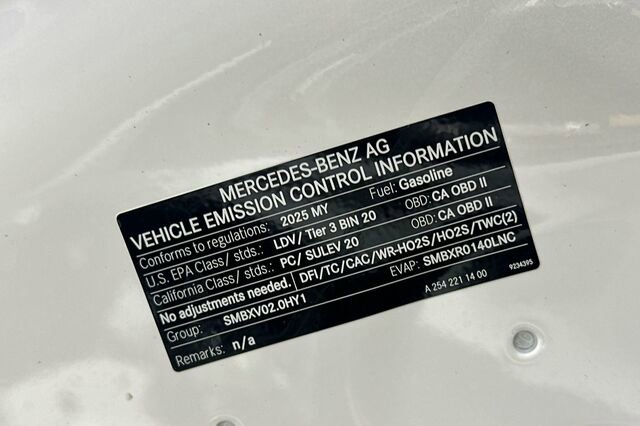 MERCEDES-BENZ AG
VEHICLE EMISSION CONTROL INFORMATION
Conforms to regulations: 2025 MY Fuel: Gasoline
U.S. EPA Class / stds.: LDV/ Tier 3 BIN 20 OBD: CA OBD II
California Class / stds.: PC/ SULEV 20 OBD: CA OBD II
No adjustments needed. DFI/TC/CAC/WR-HO2S/HO2S/TWC(2)
Group: SMBXV02.0HY1 EVAP: SMBXR0140LNC
Remarks: n/a A 254 221 14 00 9234395